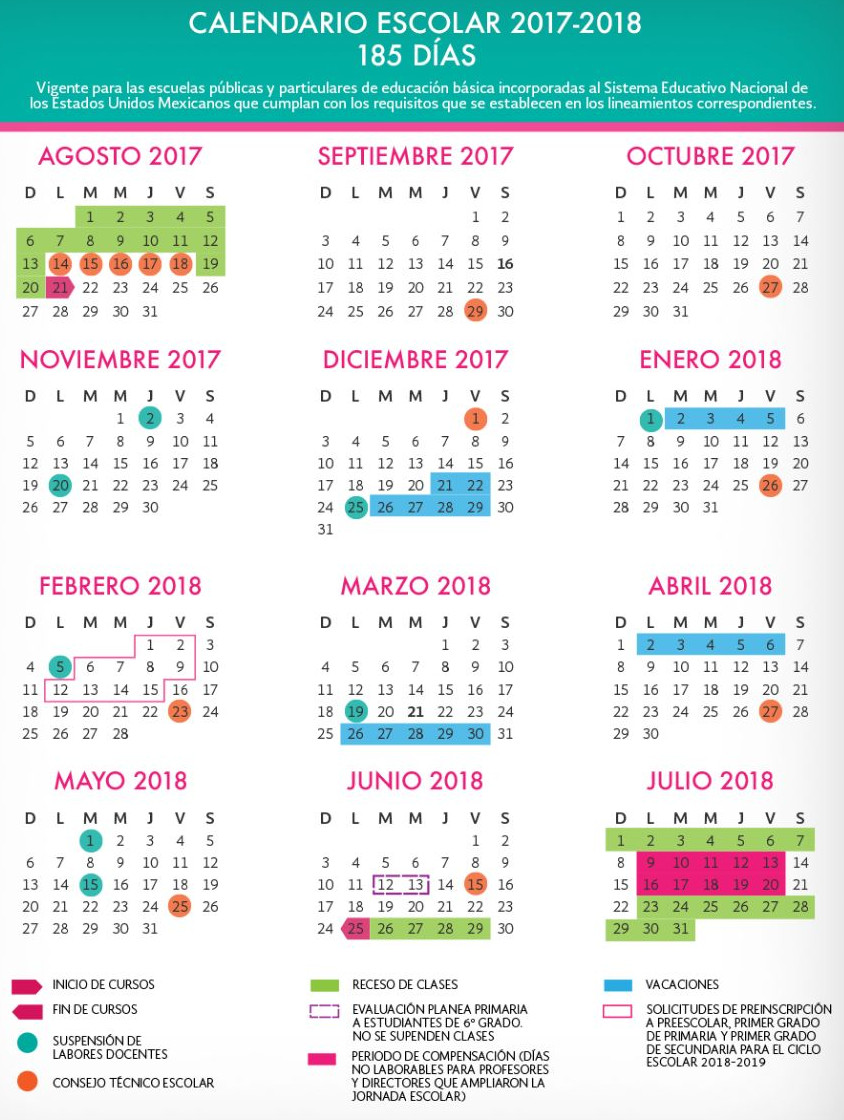 CALENDARIO ESCOLAR 2017-2018
185 DÍAS
Vigente para las escuelas públicas y particulares de educación básica incorporadas al Sistema Educativo Nacional de
los Estados Unidos Mexicanos que cumplan con los requisitos que se establecen en los lineamientos correspondientes.
AGOSTO 2017
D L M M J V S
1 2 3 4 5
6 7 8 9 10 11 12
13 14 15 16 17 18 19
20 21 22 23 24 25 26
27 28 29 30 31
SEPTIEMBRE 2017
D L M M J V S
1 2
3 4 5 6 7 8 9
10 11 12 13 14 15 16
17 18 19 20 21 22 23
24 25 26 27 28 29 30
OCTUBRE 2017
D L M M J V S
1 2 3 4 5 6 7
8 9 10 11 12 13 14
15 16 17 18 19 20 21
22 23 24 25 26 27 28
29 30 31
NOVIEMBRE 2017
D L M M J V S
1 2 3 4
5 6 7 8 9 10 11
12 13 14 15 16 17 18
19 20 21 22 23 24 25
26 27 28 29 30
DICIEMBRE 2017
D L M M J V S
1 2
3 4 5 6 7 8 9
10 11 12 13 14 15 16
17 18 19 20 21 22 23
24 25 26 27 28 29 30
31
ENERO 2018
D L M M J V S
1 2 3 4 5 6
7 8 9 10 11 12 13
14 15 16 17 18 19 20
21 22 23 24 25 26 27
28 29 30 31
FEBRERO 2018
D L M M J V S
1 2 3
4 5 6 7 8 9 10
11 12 13 14 15 16 17
18 19 20 21 22 23 24
25 26 27 28
MARZO 2018
D L M M J V S
1 2 3
4 5 6 7 8 9 10
11 12 13 14 15 16 17
18 19 20 21 22 23 24
25 26 27 28 29 30 31
ABRIL 2018
D L M M J V S
1 2 3 4 5 6 7
8 9 10 11 12 13 14
15 16 17 18 19 20 21
22 23 24 25 26 27 28
29 30
MAYO 2018
D L M M J V S
1 2 3 4 5
6 7 8 9 10 11 12
13 14 15 16 17 18 19
20 21 22 23 24 25 26
27 28 29 30 31
JUNIO 2018
D L M M J V S
1 2
3 4 5 6 7 8 9
10 11 12 13 14 15 16
17 18 19 20 21 22 23
24 25 26 27 28 29 30
JULIO 2018
D L M M J V S
1 2 3 4 5 6 7
8 9 10 11 12 13 14
15 16 17 18 19 20 21
22 23 24 25 26 27 28
29 30 31
INICIO DE CURSOS
FIN DE CURSOS
SUSPENSIÓN DE
LABORES DOCENTES
CONSEJO TÉCNICO ESCOLAR
RECESO DE CLASES
EVALUACIÓN PLANEA PRIMARIA
A ESTUDIANTES DE 6º GRADO.
NO SE SUPENDEN CLASES
PERIODO DE COMPENSACIÓN (DÍAS
NO LABORABLES PARA PROFESORES
Y DIRECTORES QUE AMPLIARON LA
JORNADA ESCOLAR)
VACACIONES
SOLICITUDES DE PREINSCRIPCIÓN
A PREESCOLAR, PRIMER GRADO
DE PRIMARIA Y PRIMER GRADO
DE SECUNDARIA PARA EL CICLO
ESCOLAR 2018-2019